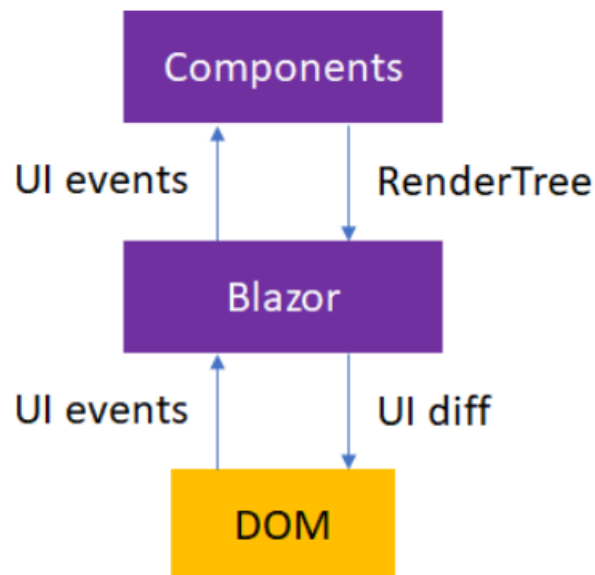 Components
UI events
RenderTree
Blazor
UI events
UI diff
DOM